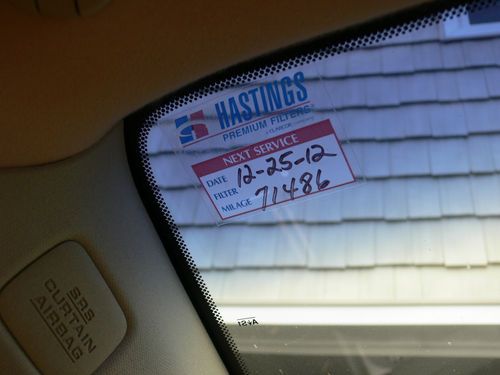 HASTINGS
PREMIUM FILTERS
NEXT SERVICE
DATE 12-25-12
FILTER
MILAGE 71486
SRS
CURTAIN
AIRBAG